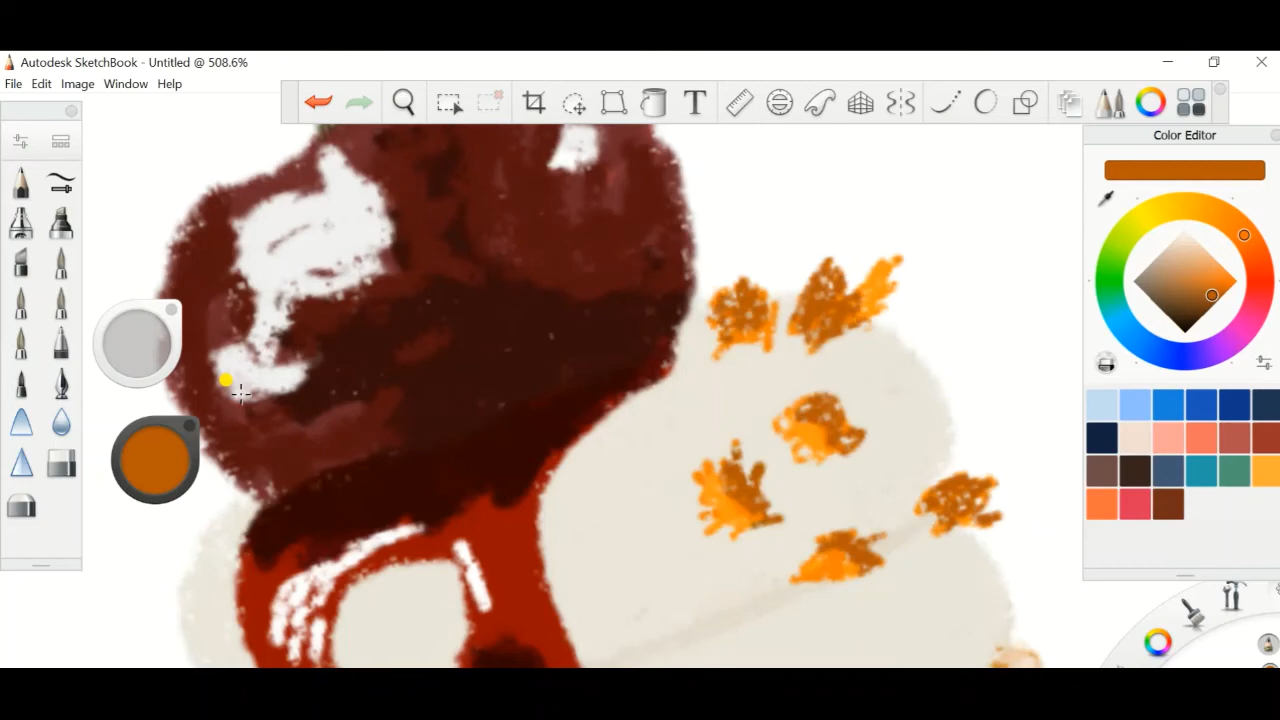 Autodesk SketchBook - Untitled @ 508.6%
File Edit Image Window Help
T
Color Editor